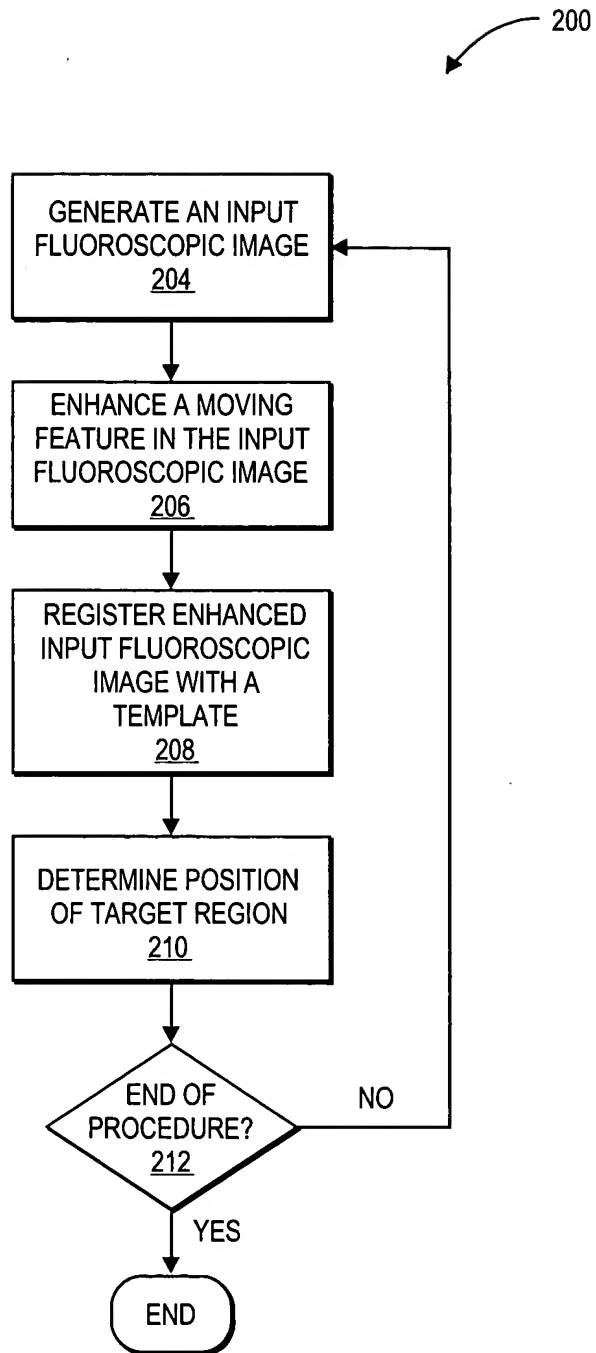 200
GENERATE AN INPUT
FLUOROSCOPIC IMAGE
204
ENHANCE A MOVING
FEATURE IN THE INPUT
FLUOROSCOPIC IMAGE
206
REGISTER ENHANCED
INPUT FLUOROSCOPIC
IMAGE WITH A
TEMPLATE
208
DETERMINE POSITION
OF TARGET REGION
210
END OF
PROCEDURE?
212
NO
YES
END